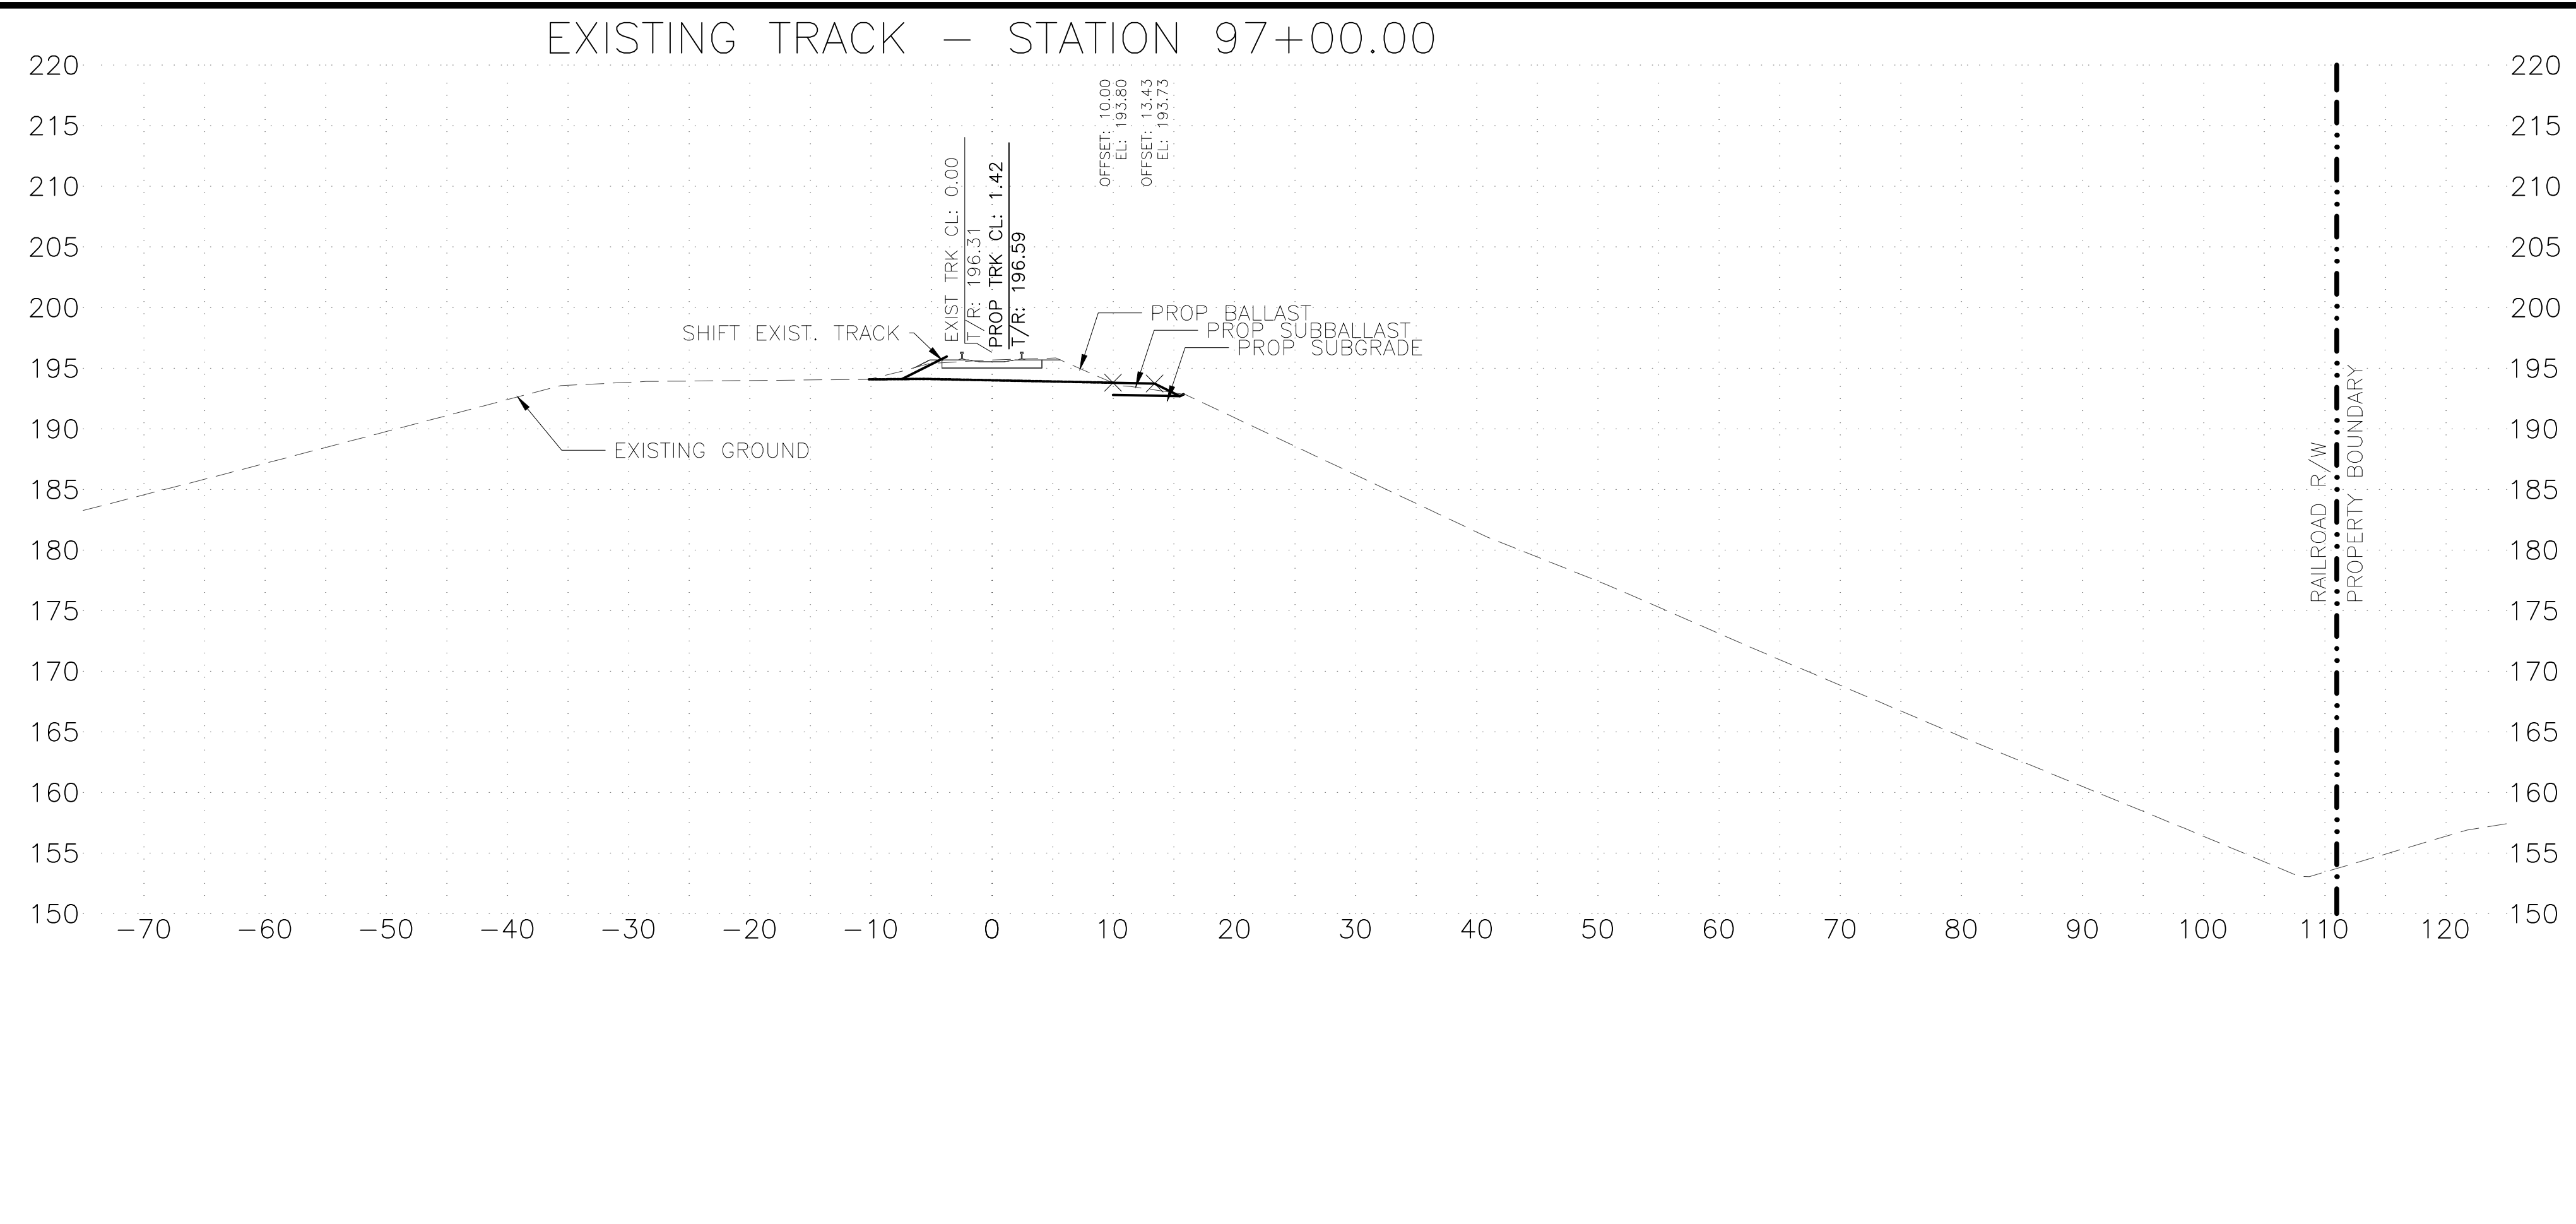 EXISTING TRACK - STATION 97+00.00
220
215
210
205
200
195
190
185
180
175
170
165
160
155
150
OFFSET: 10.00
EL: 193.80
OFFSET: 13.43
EL: 193.73
EXIST TRK CL: 0.00
T/R: 196.31
PROP TRK CL: 1.42
T/R: 196.59
SHIFT EXIST. TRACK
PROP BALLAST
PROP SUBBALLAST
PROP SUBGRADE
EXISTING GROUND
RAILROAD R/W
PROPERTY BOUNDARY
220
215
210
205
200
195
190
185
180
175
170
165
160
155
150
-70 -60 -50 -40 -30 -20 -10 0 10 20 30 40 50 60 70 80 90 100 110 120